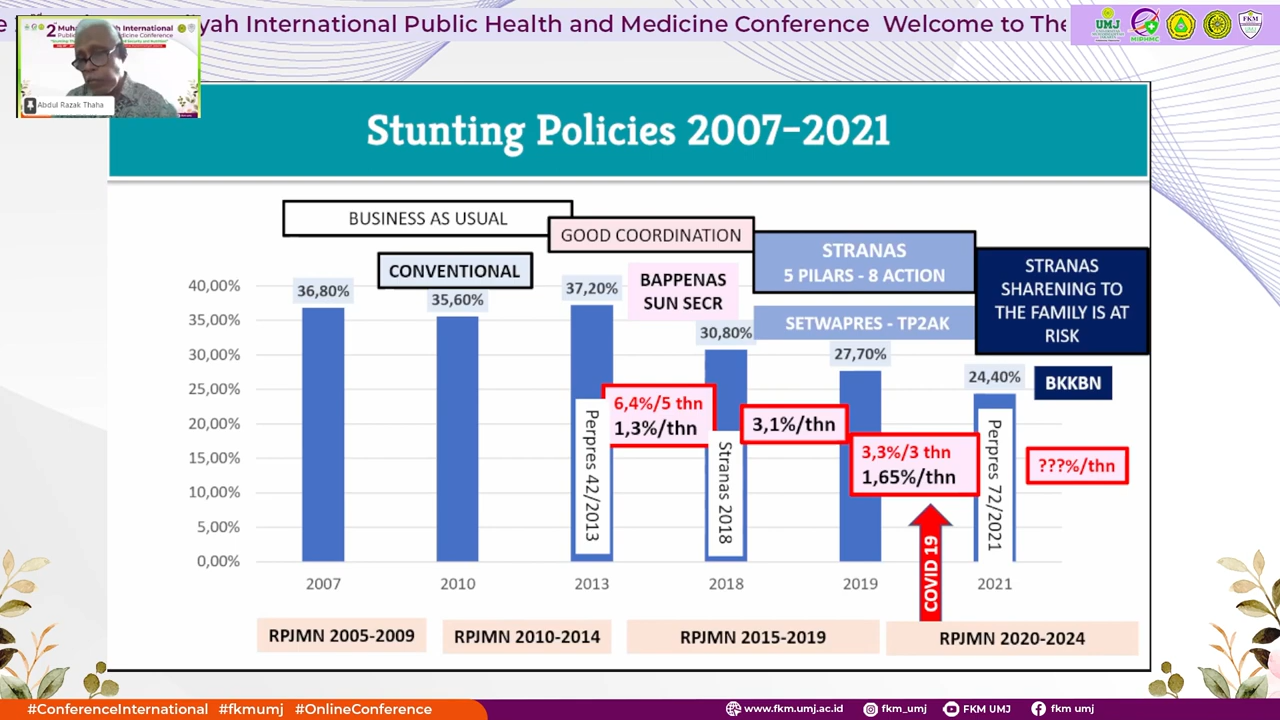 yah International Public Health and Medicine Conference Welcome to The
UMJ
MIPHMC
FKM
2nd
Abdul Razak Thaha
Stunting Policies 2007-2021
BUSINESS AS USUAL
GOOD COORDINATION
CONVENTIONAL
BAPPENAS
SUN SECR
STRANAS
5 PILARS - 8 ACTION
SETWAPRES - TP2AK
STRANAS
SHARENING TO
THE FAMILY IS AT
RISK
BKKBN
40,00%
35,00%
30,00%
25,00%
20,00%
15,00%
10,00%
5,00%
0,00%
36,80%
35,60%
37,20%
30,80%
27,70%
24,40%
6,4%/5 thn
1,3%/thn
3,1%/thn
3,3%/3 thn
1,65%/thn
???%/thn
Perpres 42/2013
Stranas 2018
Perpres 72/2021
COVID 19
2007
2010
2013
2018
2019
2021
RPJMN 2005-2009
RPJMN 2010-2014
RPJMN 2015-2019
RPJMN 2020-2024
#ConferenceInternational #fkmumj #OnlineConference
www.fkm.umj.ac.id
fkm_umj
FKM UMJ
fkm umj